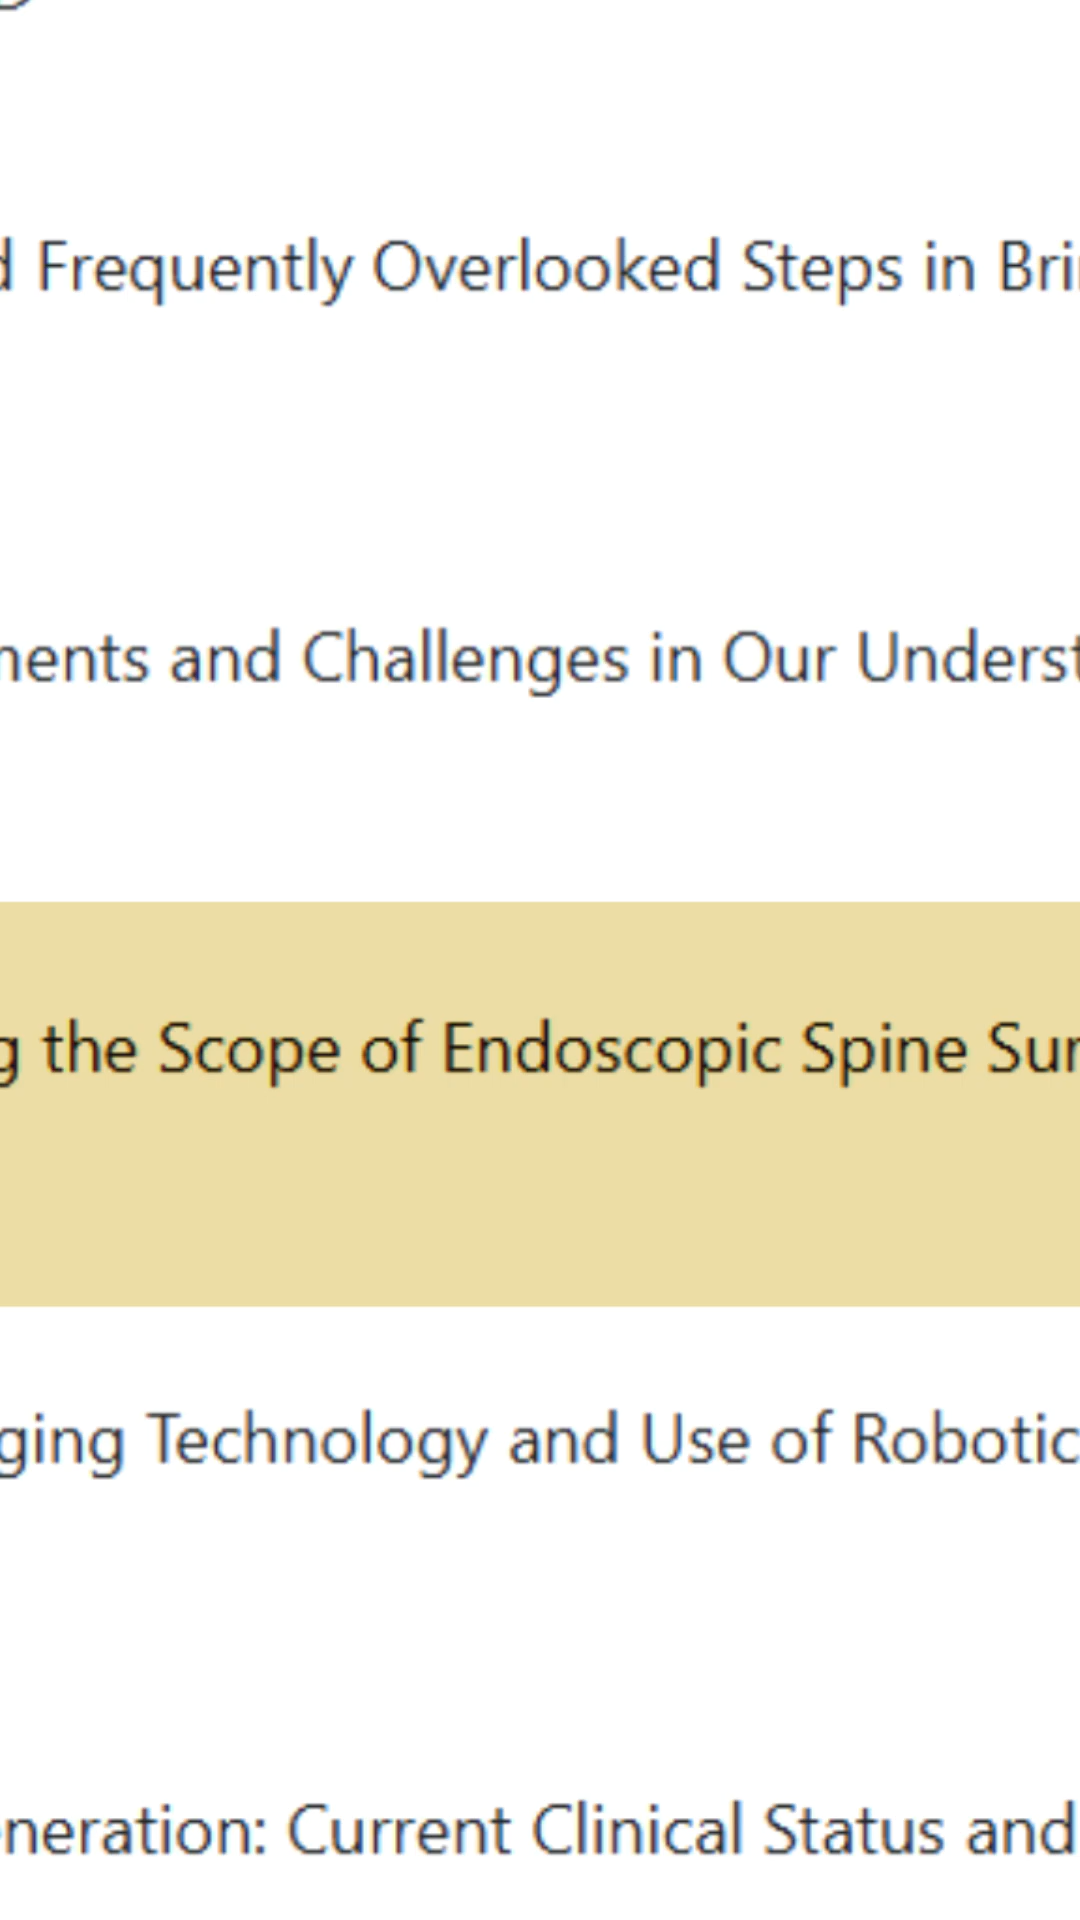 Frequently Overlooked Steps in
and Challenges in Our
the Scope of Endoscopic Spine
Technology and Use of
Current Clinical Status and